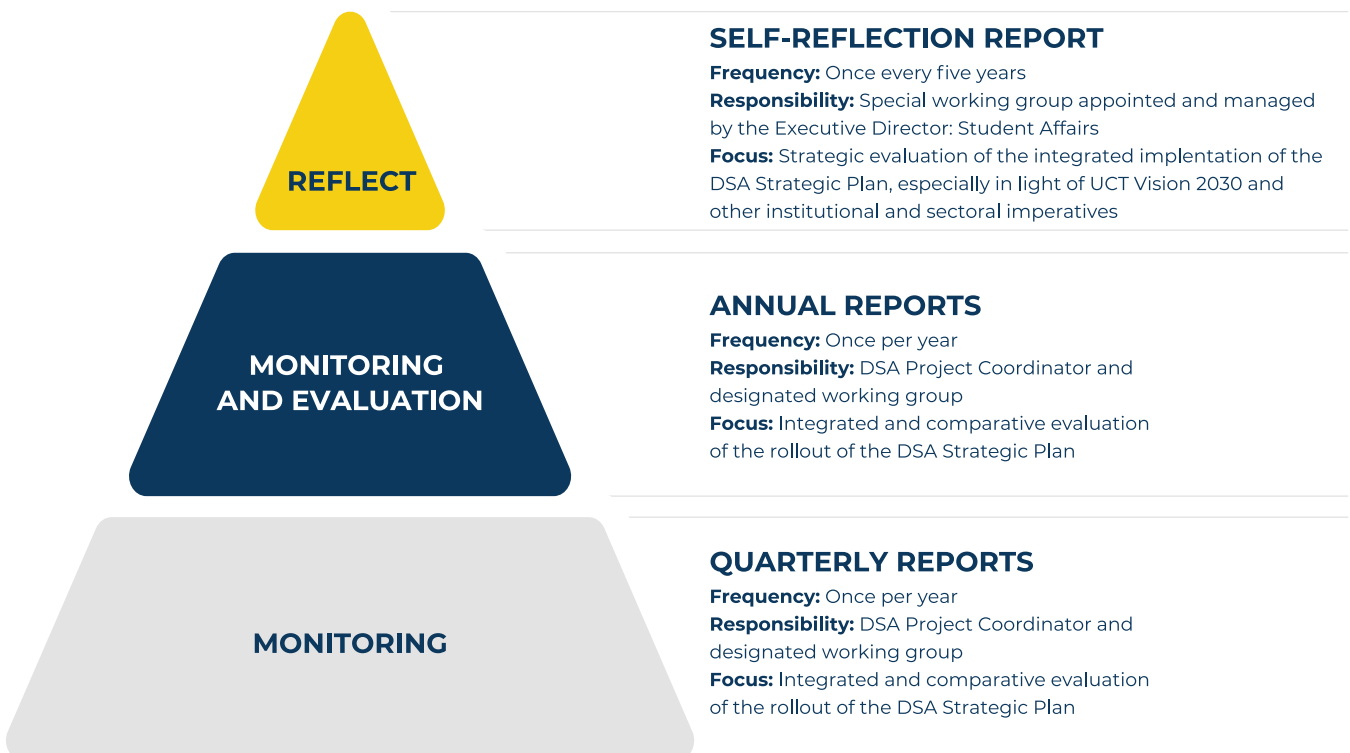 REFLECT
SELF-REFLECTION REPORT
Frequency: Once every five years
Responsibility: Special working group appointed and managed
by the Executive Director: Student Affairs
Focus: Strategic evaluation of the integrated implentation of the
DSA Strategic Plan, especially in light of UCT Vision 2030 and
other institutional and sectoral imperatives
MONITORING
AND EVALUATION
ANNUAL REPORTS
Frequency: Once per year
Responsibility: DSA Project Coordinator and
designated working group
Focus: Integrated and comparative evaluation
of the rollout of the DSA Strategic Plan
MONITORING
QUARTERLY REPORTS
Frequency: Once per year
Responsibility: DSA Project Coordinator and
designated working group
Focus: Integrated and comparative evaluation
of the rollout of the DSA Strategic Plan